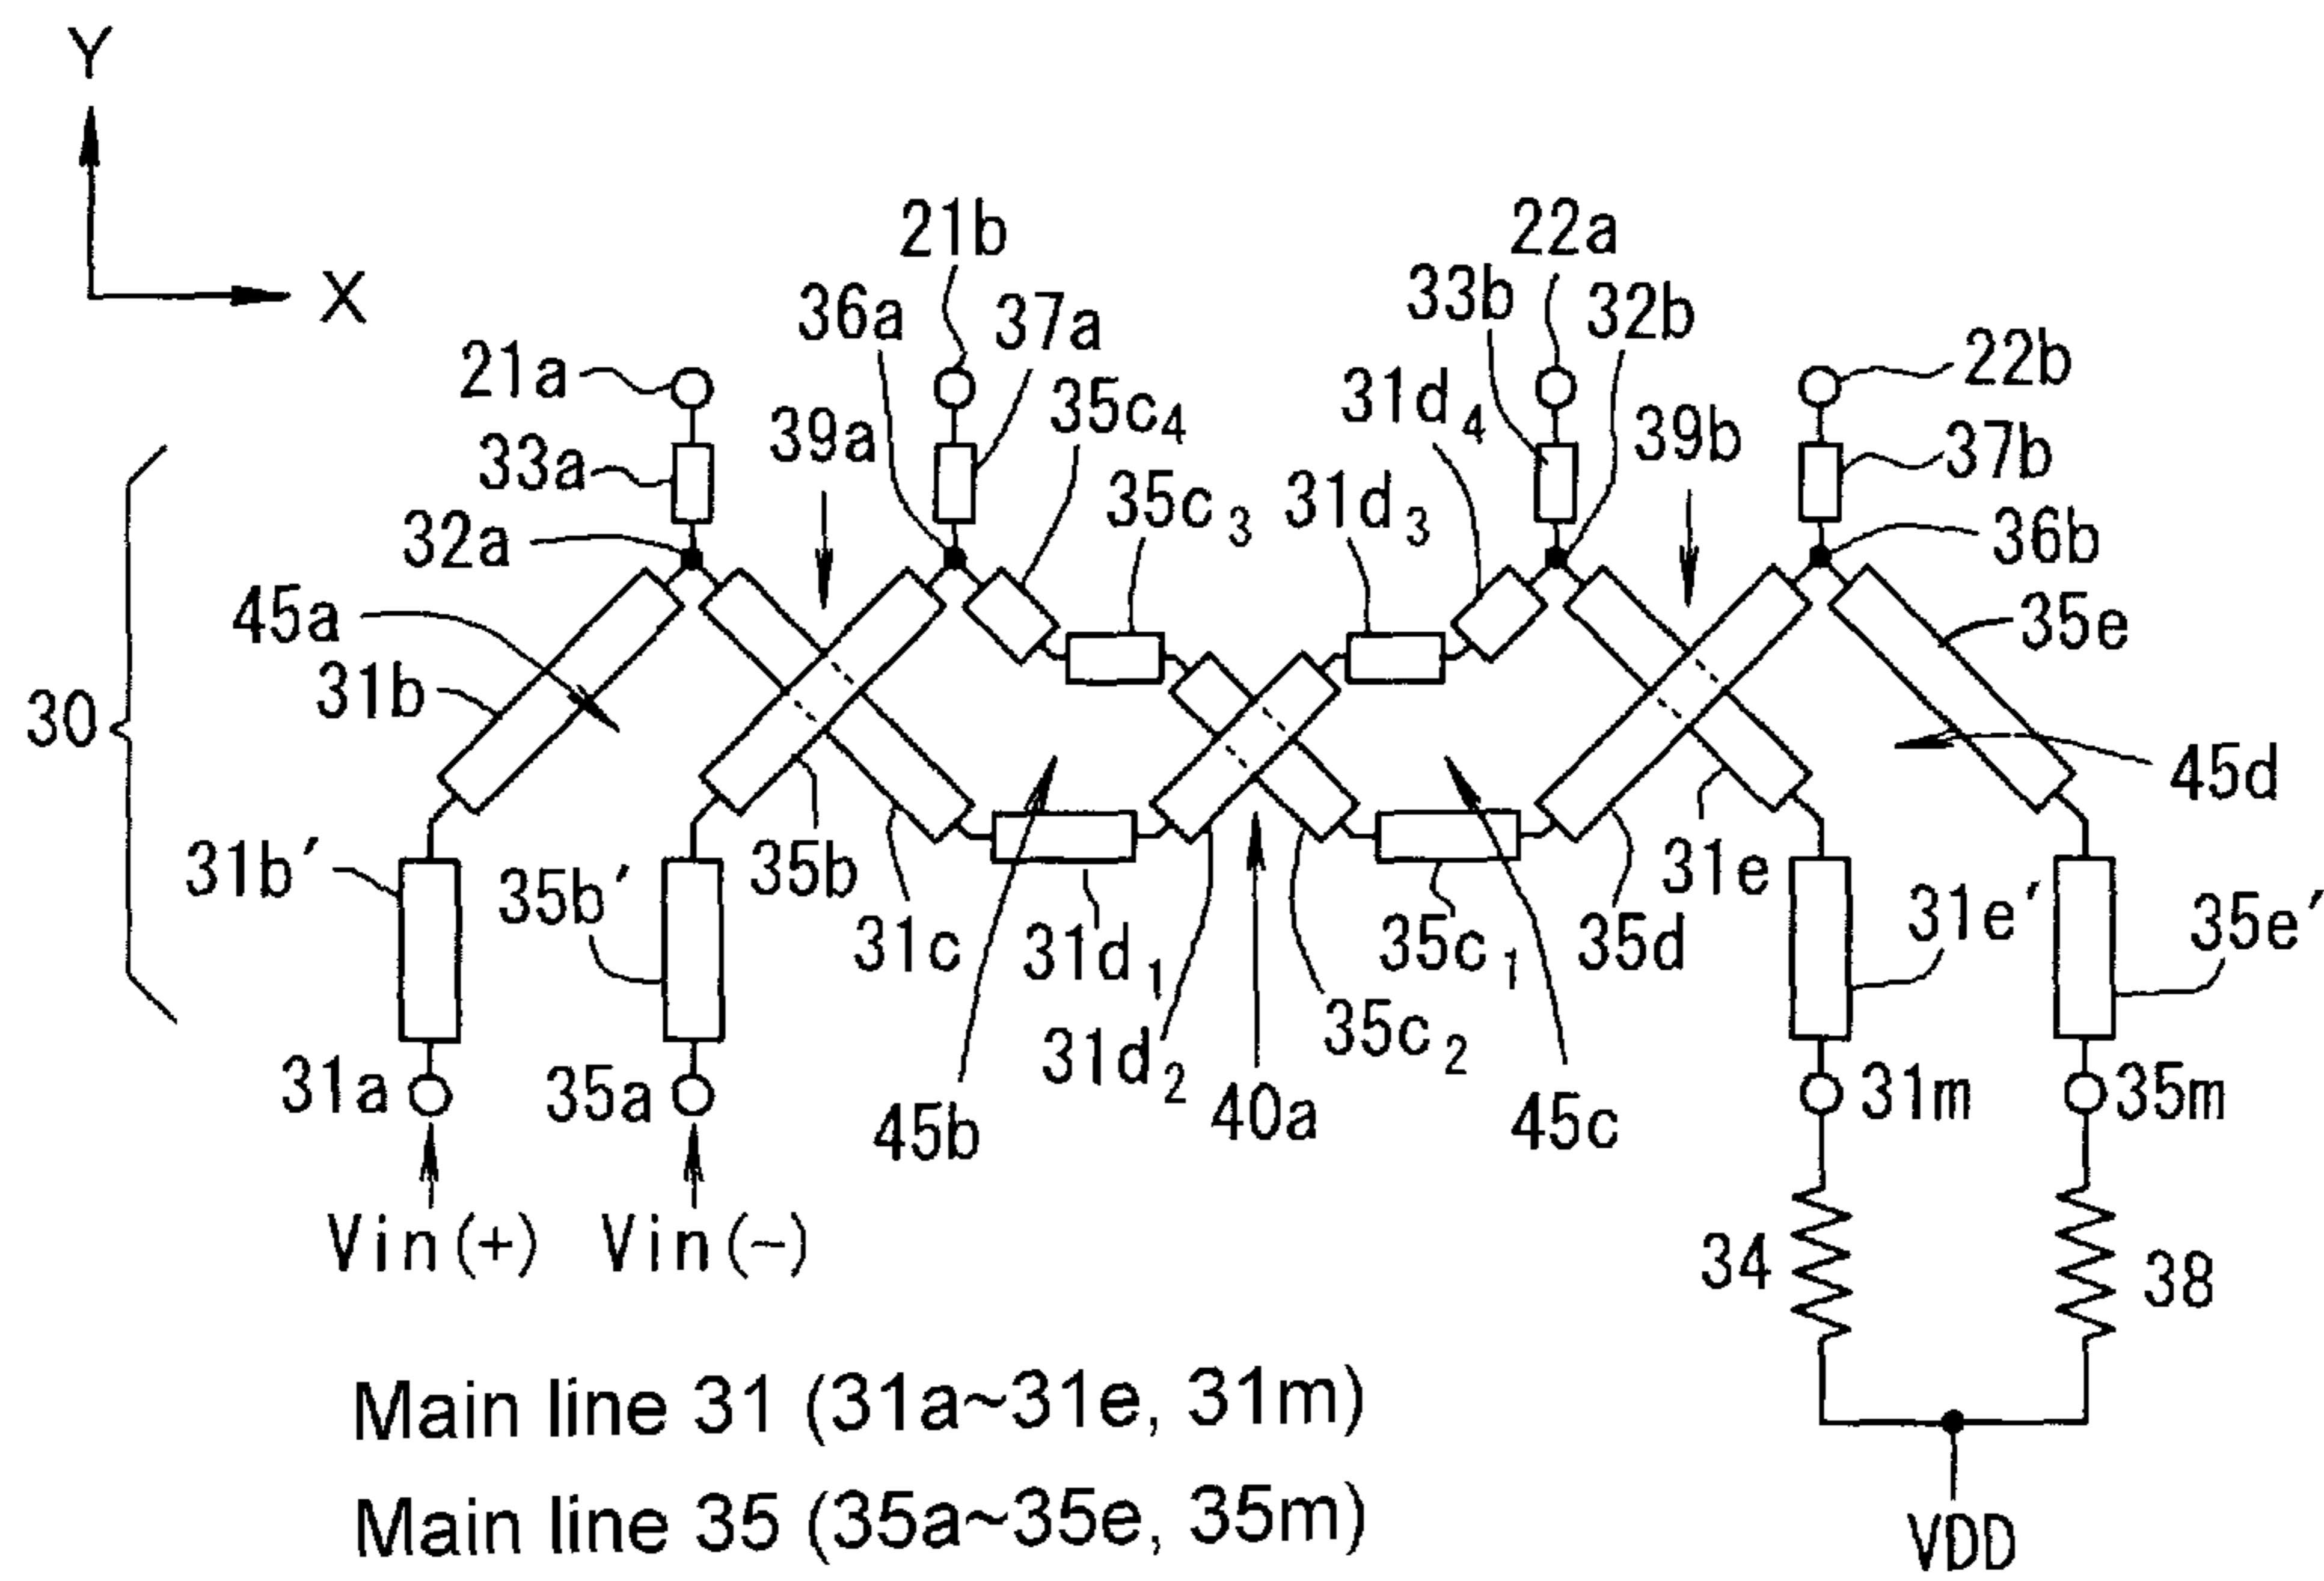 Y
X
21b
22a
36a
37a
33b
32b
21a
35c4
31d4
22b
39a
39b
33a
35c3
31d3
37b
32a
36b
45a
35e
31b
30
45d
31b′
35b′
35b
31c
31d1
35c1
35d
31e
31e′
35e′
31d2
35c2
31a
35a
45b
40a
45c
31m
35m
Vin(+)
Vin(-)
34
38
Main line 31 (31a~31e, 31m)
Main line 35 (35a~35e, 35m)
VDD